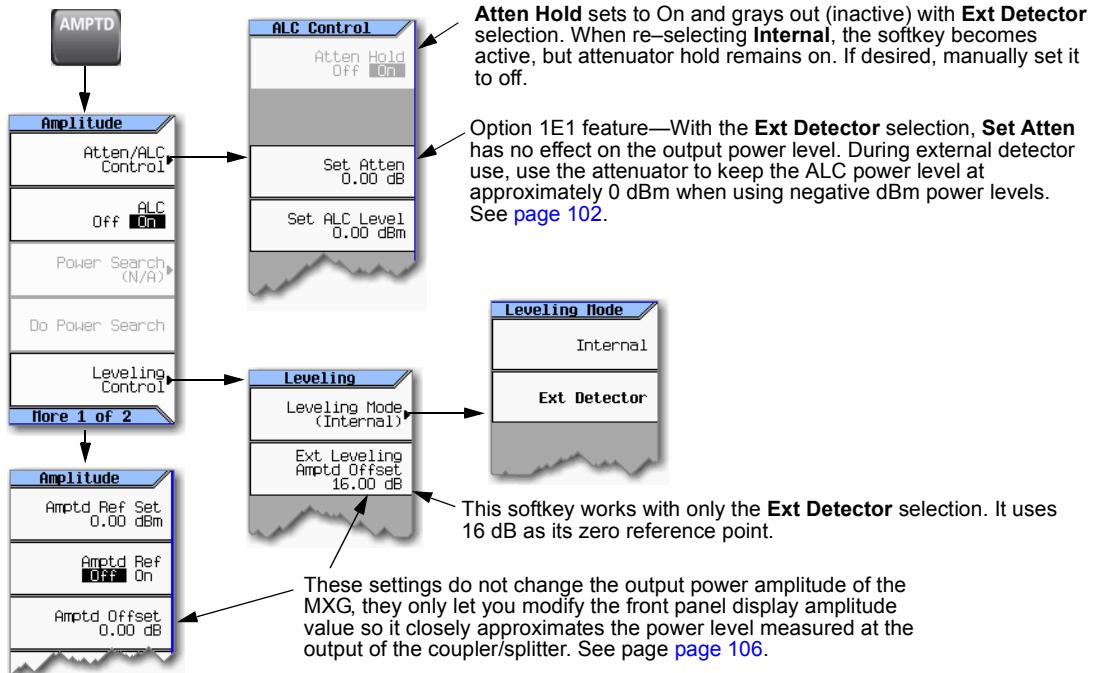 AMPTD
Amplitude
Atten/ALC
Control
ALC
Off On
Power Search
(N/A)
Do Power Search
Leveling
Control
More 1 of 2
Amplitude
Amptd Ref Set
0.00 dBm
Amptd Ref
Off On
Amptd Offset
0.00 dB
ALC Control
Atten Hold
Off On
Set Atten
0.00 dB
Set ALC Level
0.00 dBm
Atten Hold sets to On and grays out (inactive) with Ext Detector
selection. When re–selecting Internal, the softkey becomes
active, but attenuator hold remains on. If desired, manually set it
to off.
Option 1E1 feature—With the Ext Detector selection, Set Atten
has no effect on the output power level. During external detector
use, use the attenuator to keep the ALC power level at
approximately 0 dBm when using negative dBm power levels.
See page 102.
Leveling
Leveling Mode
(Internal)
Ext Leveling
Amptd Offset
16.00 dB
Leveling Mode
Internal
Ext Detector
This softkey works with only the Ext Detector selection. It uses
16 dB as its zero reference point.
These settings do not change the output power amplitude of the
MXG, they only let you modify the front panel display amplitude
value so it closely approximates the power level measured at the
output of the coupler/splitter. See page page 106.